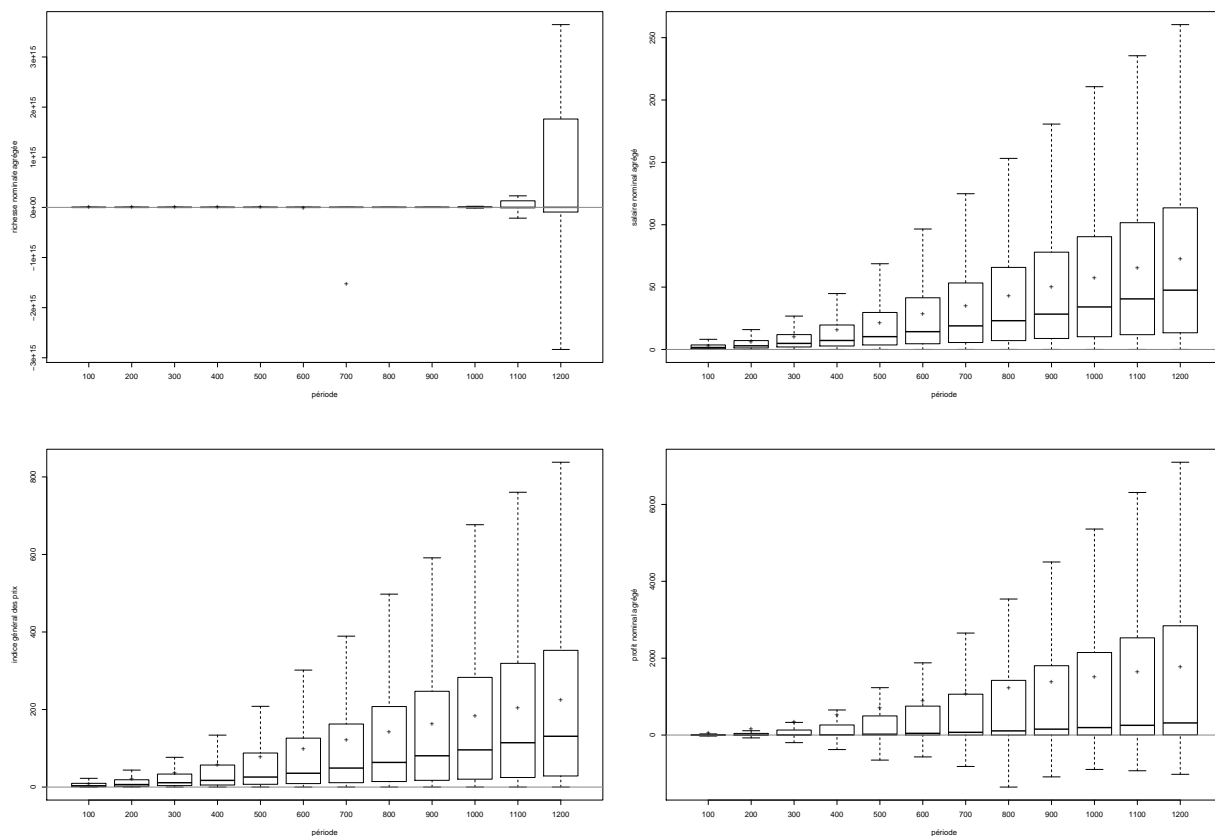 richesse nominale agrégée
3e+15
2e+15
1e+15
0e+00
−1e+15
−2e+15
−3e+15
100 200 300 400 500 600 700 800 900 1000 1100 1200
période
salaire nominal agrégé
250
200
150
100
50
0
100 200 300 400 500 600 700 800 900 1000 1100 1200
période
indice général des prix
800
600
400
200
0
100 200 300 400 500 600 700 800 900 1000 1100 1200
période
profit nominal agrégé
6000
4000
2000
0
100 200 300 400 500 600 700 800 900 1000 1100 1200
période